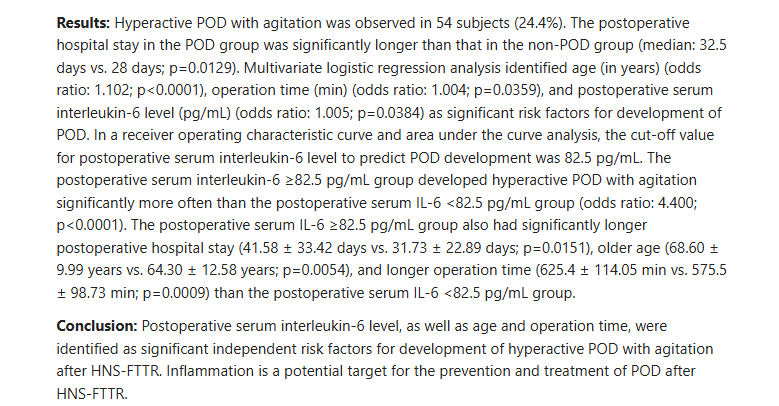 Results: Hyperactive POD with agitation was observed in 54 subjects (24.4%). The postoperative
hospital stay in the POD group was significantly longer than that in the non-POD group (median: 32.5
days vs. 28 days; p=0.0129). Multivariate logistic regression analysis identified age (in years) (odds
ratio: 1.102; p<0.0001), operation time (min) (odds ratio: 1.004; p=0.0359), and postoperative serum
interleukin-6 level (pg/mL) (odds ratio: 1.005; p=0.0384) as significant risk factors for development of
POD. In a receiver operating characteristic curve and area under the curve analysis, the cut-off value
for postoperative serum interleukin-6 level to predict POD development was 82.5 pg/mL. The
postoperative serum interleukin-6 ≥82.5 pg/mL group developed hyperactive POD with agitation
significantly more often than the postoperative serum IL-6 <82.5 pg/mL group (odds ratio: 4.400;
p<0.0001). The postoperative serum IL-6 ≥82.5 pg/mL group also had significantly longer
postoperative hospital stay (41.58 ± 33.42 days vs. 31.73 ± 22.89 days; p=0.0151), older age (68.60 ±
9.99 years vs. 64.30 ± 12.58 years; p=0.0054), and longer operation time (625.4 ± 114.05 min vs. 575.5
± 98.73 min; p=0.0009) than the postoperative serum IL-6 <82.5 pg/mL group.
Conclusion: Postoperative serum interleukin-6 level, as well as age and operation time, were
identified as significant independent risk factors for development of hyperactive POD with agitation
after HNS-FTTR. Inflammation is a potential target for the prevention and treatment of POD after
HNS-FTTR.